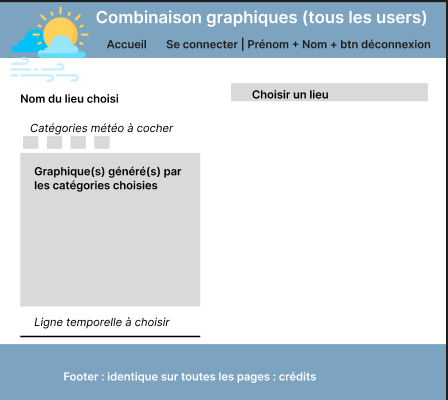 Combinaison graphiques (tous les users)
Accueil Se connecter | Prénom + Nom + btn déconnexion
Nom du lieu choisi
Choisir un lieu
Catégories météo à cocher
Graphique(s) généré(s) par
les catégories choisies
Ligne temporelle à choisir
Footer : identique sur toutes les pages : crédits